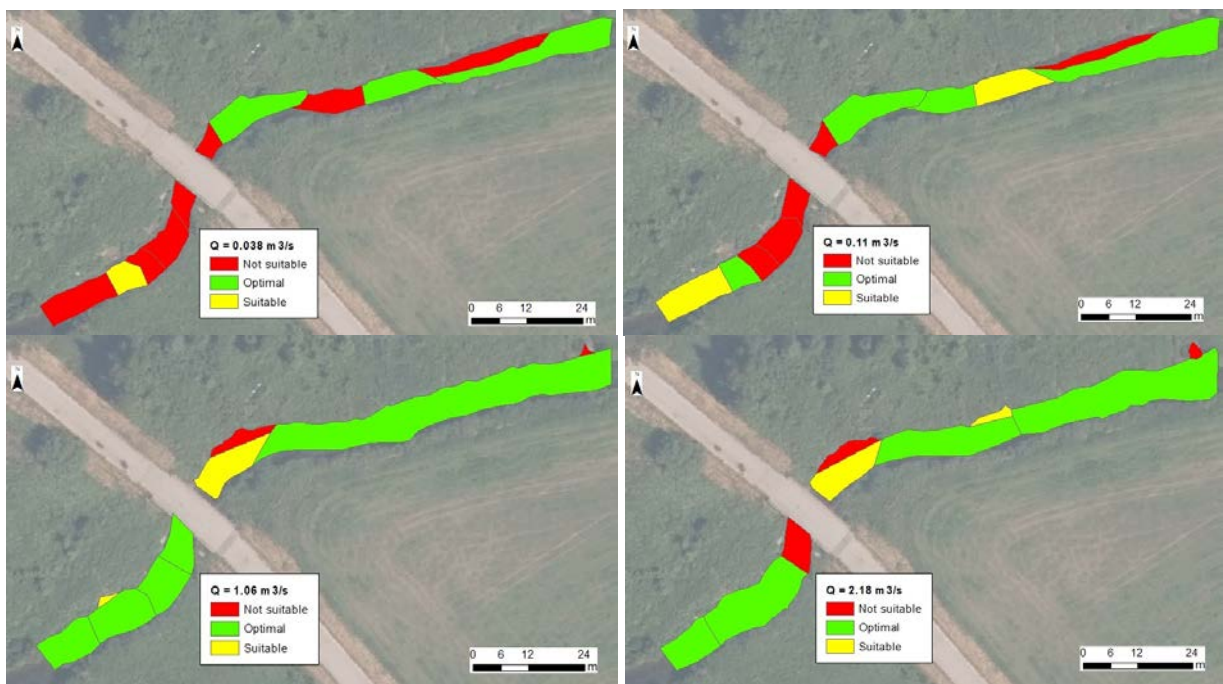 Q = 0.038 m 3/s
Not suitable
Optimal
Suitable
0 6 12 24
m
Q = 0.11 m 3/s
Not suitable
Optimal
Suitable
0 6 12 24
m
Q = 1.06 m 3/s
Not suitable
Optimal
Suitable
0 6 12 24
m
Q = 2.18 m 3/s
Not suitable
Optimal
Suitable
0 6 12 24
m